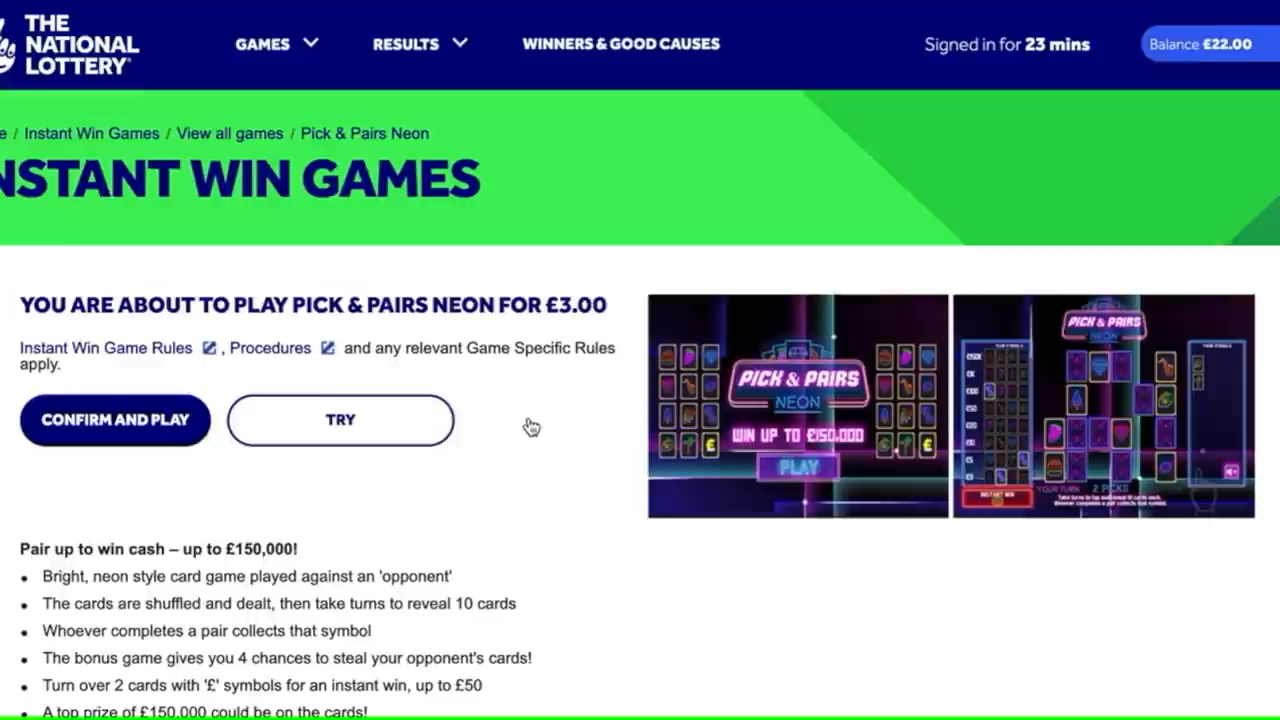 THE
NATIONAL
LOTTERY
GAMES
RESULTS
WINNERS & GOOD CAUSES
Signed in for 23 mins
Balance £22.00
/ Instant Win Games / View all games / Pick & Pairs Neon
INSTANT WIN GAMES
YOU ARE ABOUT TO PLAY PICK & PAIRS NEON FOR £3.00
Instant Win Game Rules , Procedures and any relevant Game Specific Rules
apply.
CONFIRM AND PLAY
TRY
PICK & PAIRS
NEON
WIN UP TO £150,000
PLAY
PICK & PAIRS
NEON
INSTANT WIN
YOUR TURN 2 PICKS
Pair up to win cash – up to £150,000!
• Bright, neon style card game played against an 'opponent'
• The cards are shuffled and dealt, then take turns to reveal 10 cards
• Whoever completes a pair collects that symbol
• The bonus game gives you 4 chances to steal your opponent's cards!
• Turn over 2 cards with '£' symbols for an instant win, up to £50
• A top prize of £150,000 could be on the cards!